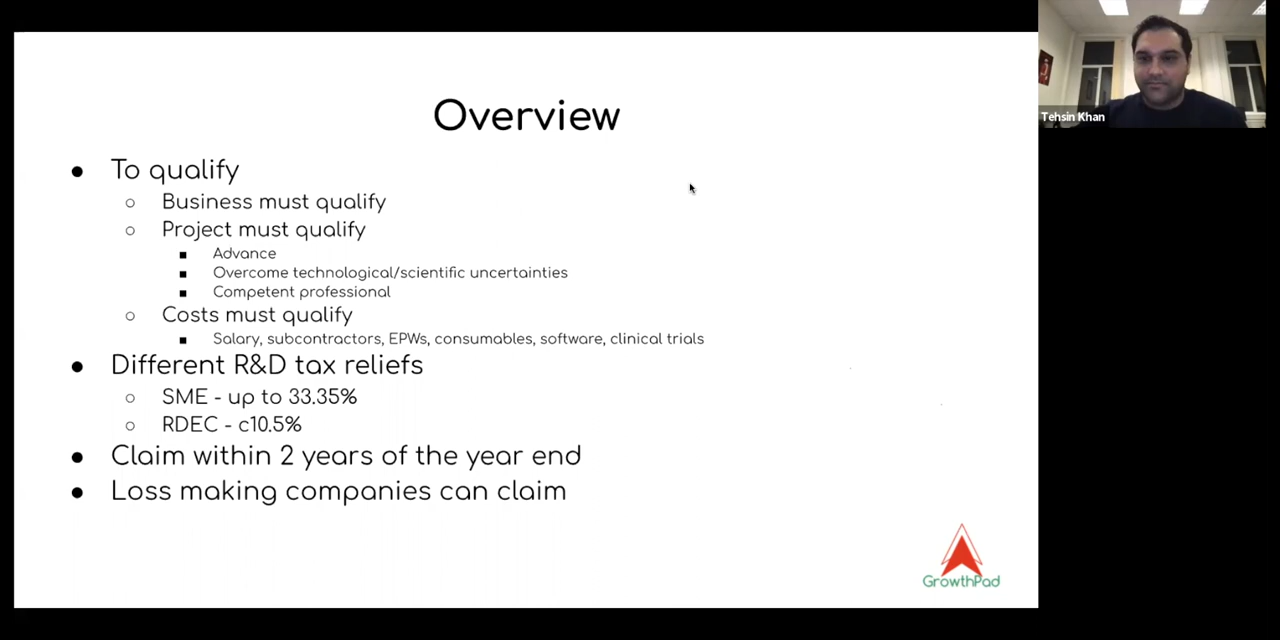 Overview
● To qualify
○ Business must qualify
○ Project must qualify
■ Advance
■ Overcome technological/scientific uncertainties
■ Competent professional
○ Costs must qualify
■ Salary, subcontractors, EPWs, consumables, software, clinical trials
● Different R&D tax reliefs
○ SME - up to 33.35%
○ RDEC - c10.5%
● Claim within 2 years of the year end
● Loss making companies can claim
GrowthPad
Tehsin Khan